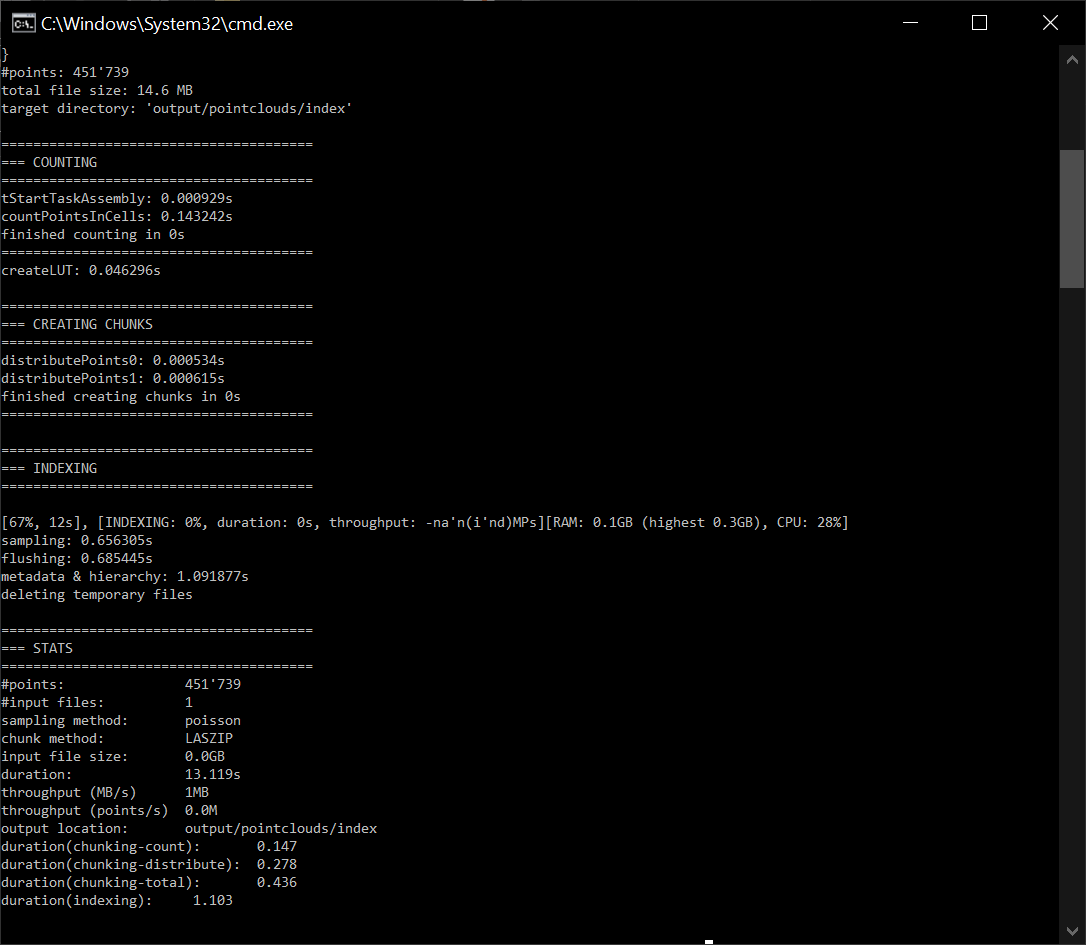 C:\Windows\System32\cmd.exe
}
#points: 451'739
total file size: 14.6 MB
target directory: 'output/pointclouds/index'
=======================================
=== COUNTING
=======================================
tStartTaskAssembly: 0.000929s
countPointsInCells: 0.143242s
finished counting in 0s
=======================================
createLUT: 0.046296s
=======================================
=== CREATING CHUNKS
=======================================
distributePoints0: 0.000534s
distributePoints1: 0.000615s
finished creating chunks in 0s
=======================================
=======================================
=== INDEXING
=======================================
[67%, 12s], [INDEXING: 0%, duration: 0s, throughput: -na'n(i'nd)MPs][RAM: 0.1GB (highest 0.3GB), CPU: 28%]
sampling: 0.656305s
flushing: 0.685445s
metadata & hierarchy: 1.091877s
deleting temporary files
=======================================
=== STATS
=======================================
#points:               451'739
#input files:          1
sampling method:       poisson
chunk method:          LASZIP
input file size:       0.0GB
duration:              13.119s
throughput (MB/s)      1MB
throughput (points/s)  0.0M
output location:       output/pointclouds/index
duration(chunking-count):       0.147
duration(chunking-distribute):  0.278
duration(chunking-total):       0.436
duration(indexing):     1.103